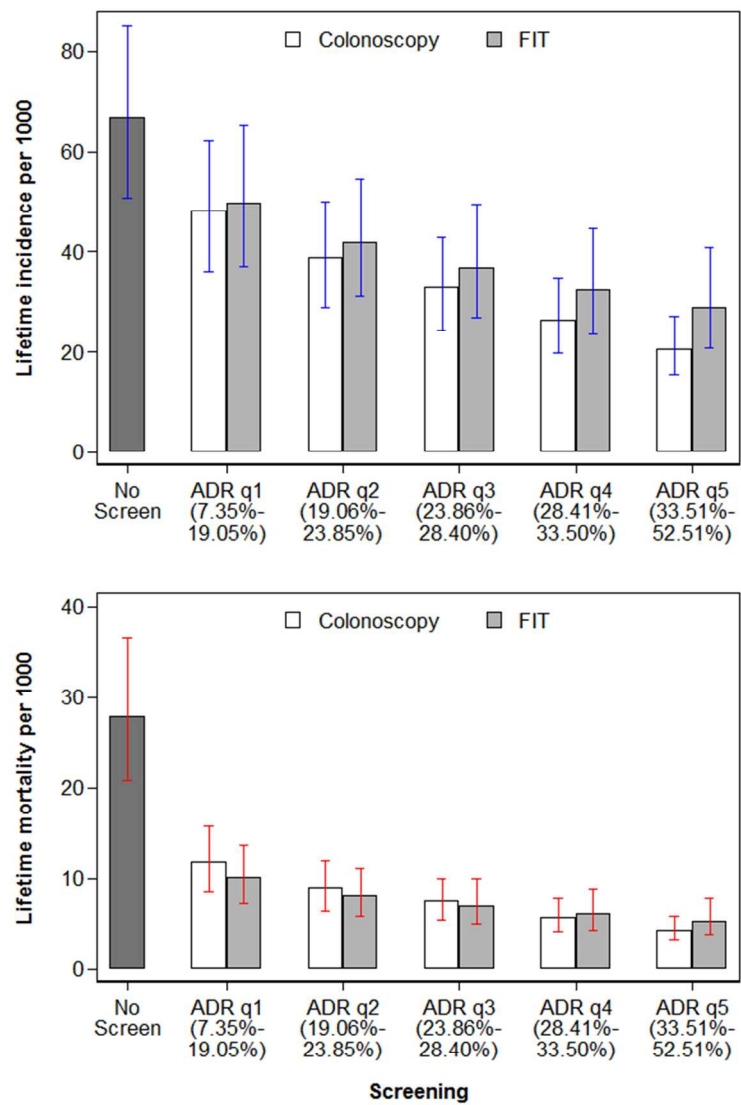 Lifetime incidence per 1000
Colonoscopy FIT
80
60
40
20
0
No ADR q1 ADR q2 ADR q3 ADR q4 ADR q5
Screen (7.35%- (19.06%- (23.86%- (28.41%- (33.51%-
19.05%) 23.85%) 28.40%) 33.50%) 52.51%)
Lifetime mortality per 1000
Colonoscopy FIT
40
30
20
10
0
No ADR q1 ADR q2 ADR q3 ADR q4 ADR q5
Screen (7.35%- (19.06%- (23.86%- (28.41%- (33.51%-
19.05%) 23.85%) 28.40%) 33.50%) 52.51%)
Screening